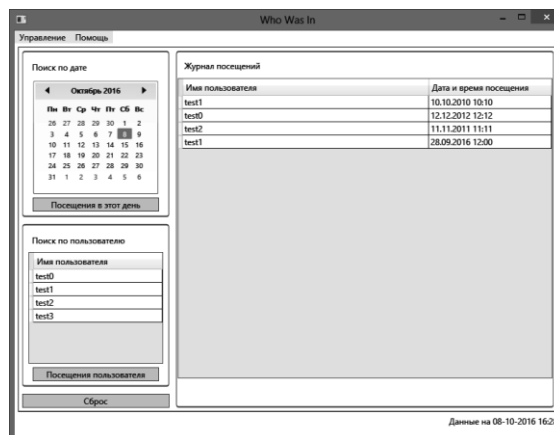 Who Was In
Управление Помощь
Поиск по дате
Октябрь 2016
Пн Вт Ср Чт Пт Сб Вс
26 27 28 29 30 1 2
3 4 5 6 7 8 9
10 11 12 13 14 15 16
17 18 19 20 21 22 23
24 25 26 27 28 29 30
31 1 2 3 4 5 6
Посещения в этот день
Поиск по пользователю
Имя пользователя
test0
test1
test2
test3
Посещения пользователя
Сброс
Журнал посещений
Имя пользователя Дата и время посещения
test1 10.10.2010 10:10
test0 12.12.2012 12:12
test2 11.11.2011 11:11
test1 28.09.2016 12:00
Данные на 08-10-2016